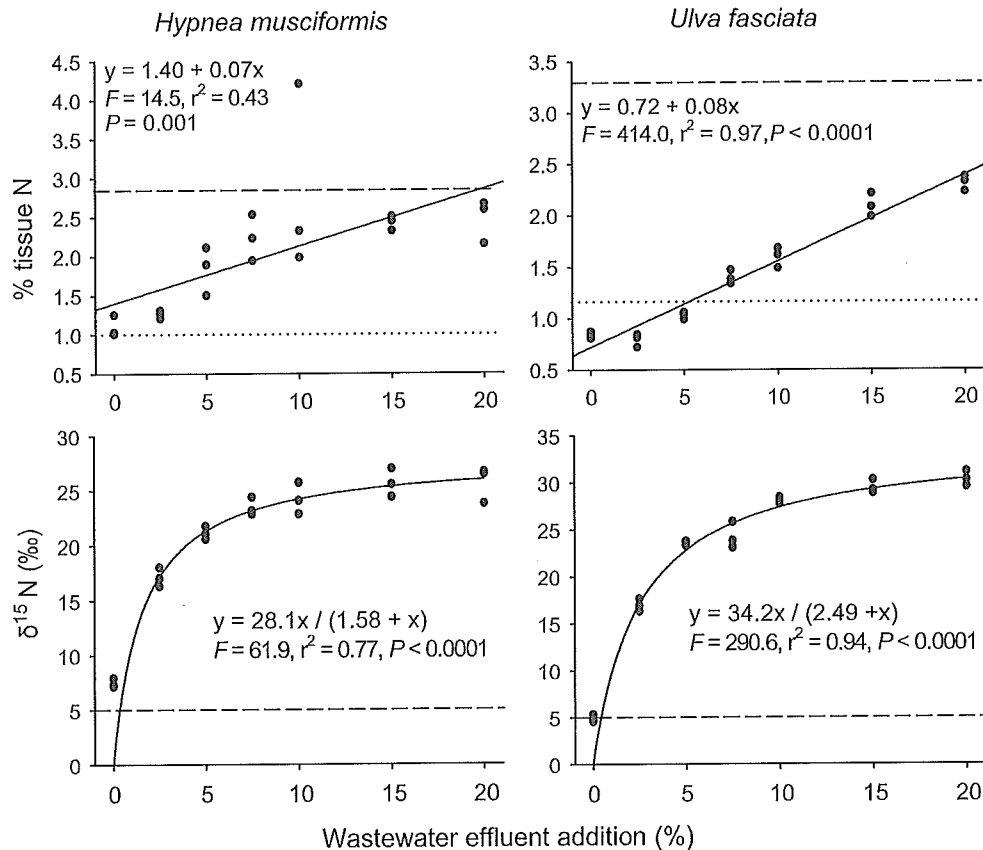 Hypnea musciformis
Ulva fasciata
4.5
4.0
3.5
3.0
2.5
2.0
1.5
1.0
0.5
% tissue N
y = 1.40 + 0.07x
F = 14.5, r² = 0.43
P = 0.001
0 5 10 15 20
3.5
3.0
2.5
2.0
1.5
1.0
0.5
y = 0.72 + 0.08x
F = 414.0, r² = 0.97, P < 0.0001
0 5 10 15 20
30
25
20
15
10
5
0
δ¹⁵ N (‰)
y = 28.1x / (1.58 + x)
F = 61.9, r² = 0.77, P < 0.0001
0 5 10 15 20
35
30
25
20
15
10
5
0
y = 34.2x / (2.49 +x)
F = 290.6, r² = 0.94, P < 0.0001
0 5 10 15 20
Wastewater effluent addition (%)